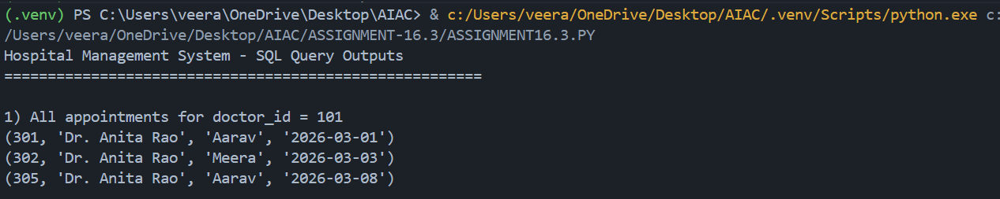 (.venv) PS C:\Users\veera\OneDrive\Desktop\AIAC> & c:/Users/veera/OneDrive/Desktop/AIAC/.venv/Scripts/python.exe c:
/Users/veera/OneDrive/Desktop/AIAC/ASSIGNMENT-16.3/ASSIGNMENT16.3.PY
Hospital Management System - SQL Query Outputs
=======================================================
1) All appointments for doctor_id = 101
(301, 'Dr. Anita Rao', 'Aarav', '2026-03-01')
(302, 'Dr. Anita Rao', 'Meera', '2026-03-03')
(305, 'Dr. Anita Rao', 'Aarav', '2026-03-08')